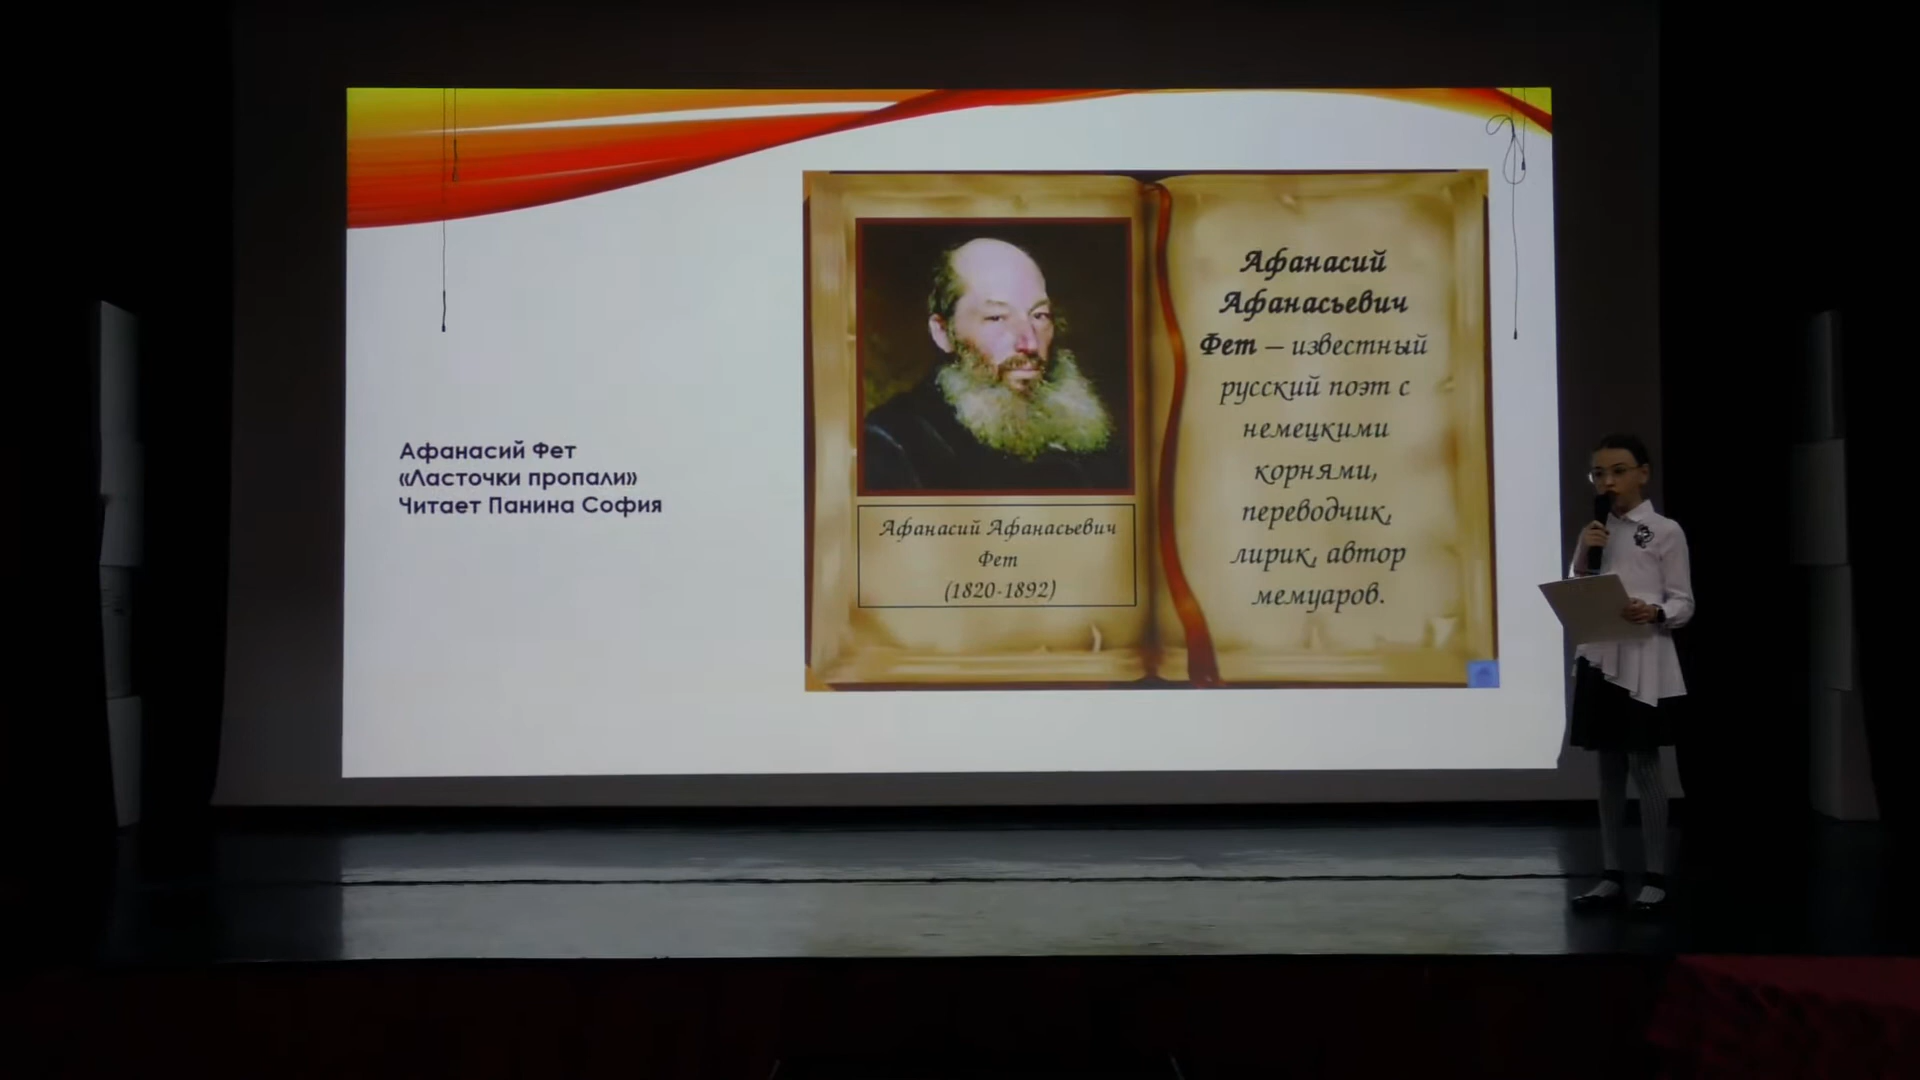 Афанасий Фет
«Ласточки пропали»
Читает Панина София
Афанасий Афанасьевич
Фет
(1820-1892)
Афанасий
Афанасьевич
Фет – известный
русский поэт с
немецкими
корнями,
переводчик,
лирик, автор
мемуаров.